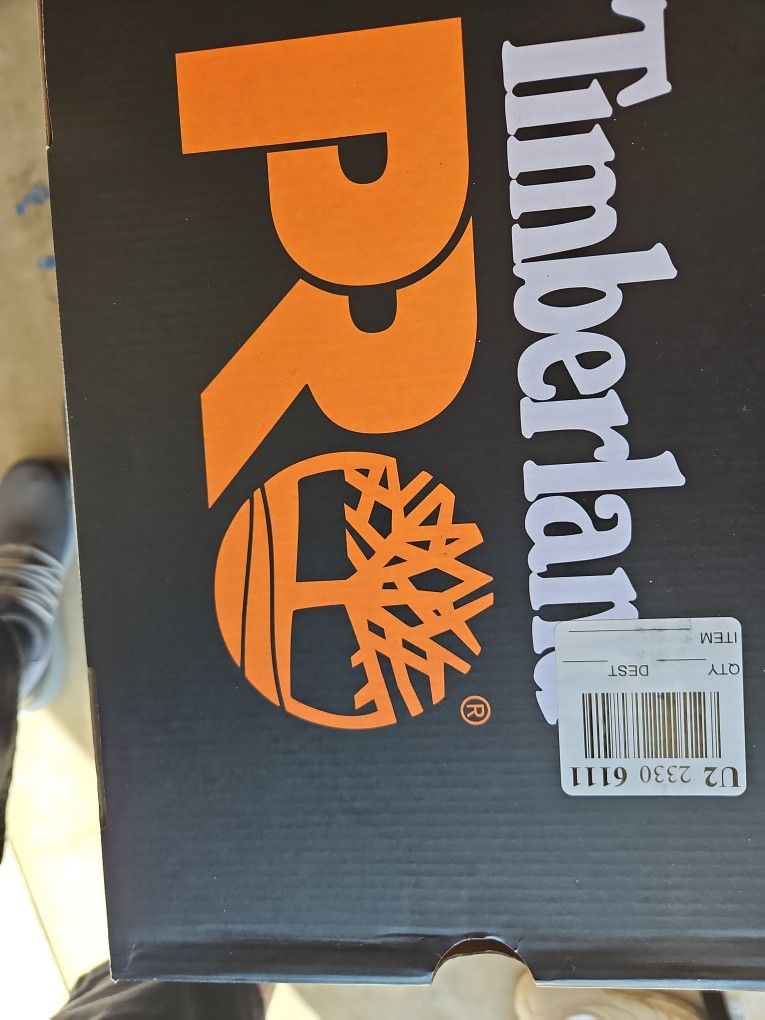 Timberland
PRO
®
ITEM
QTY DEST
U2 2330 6111